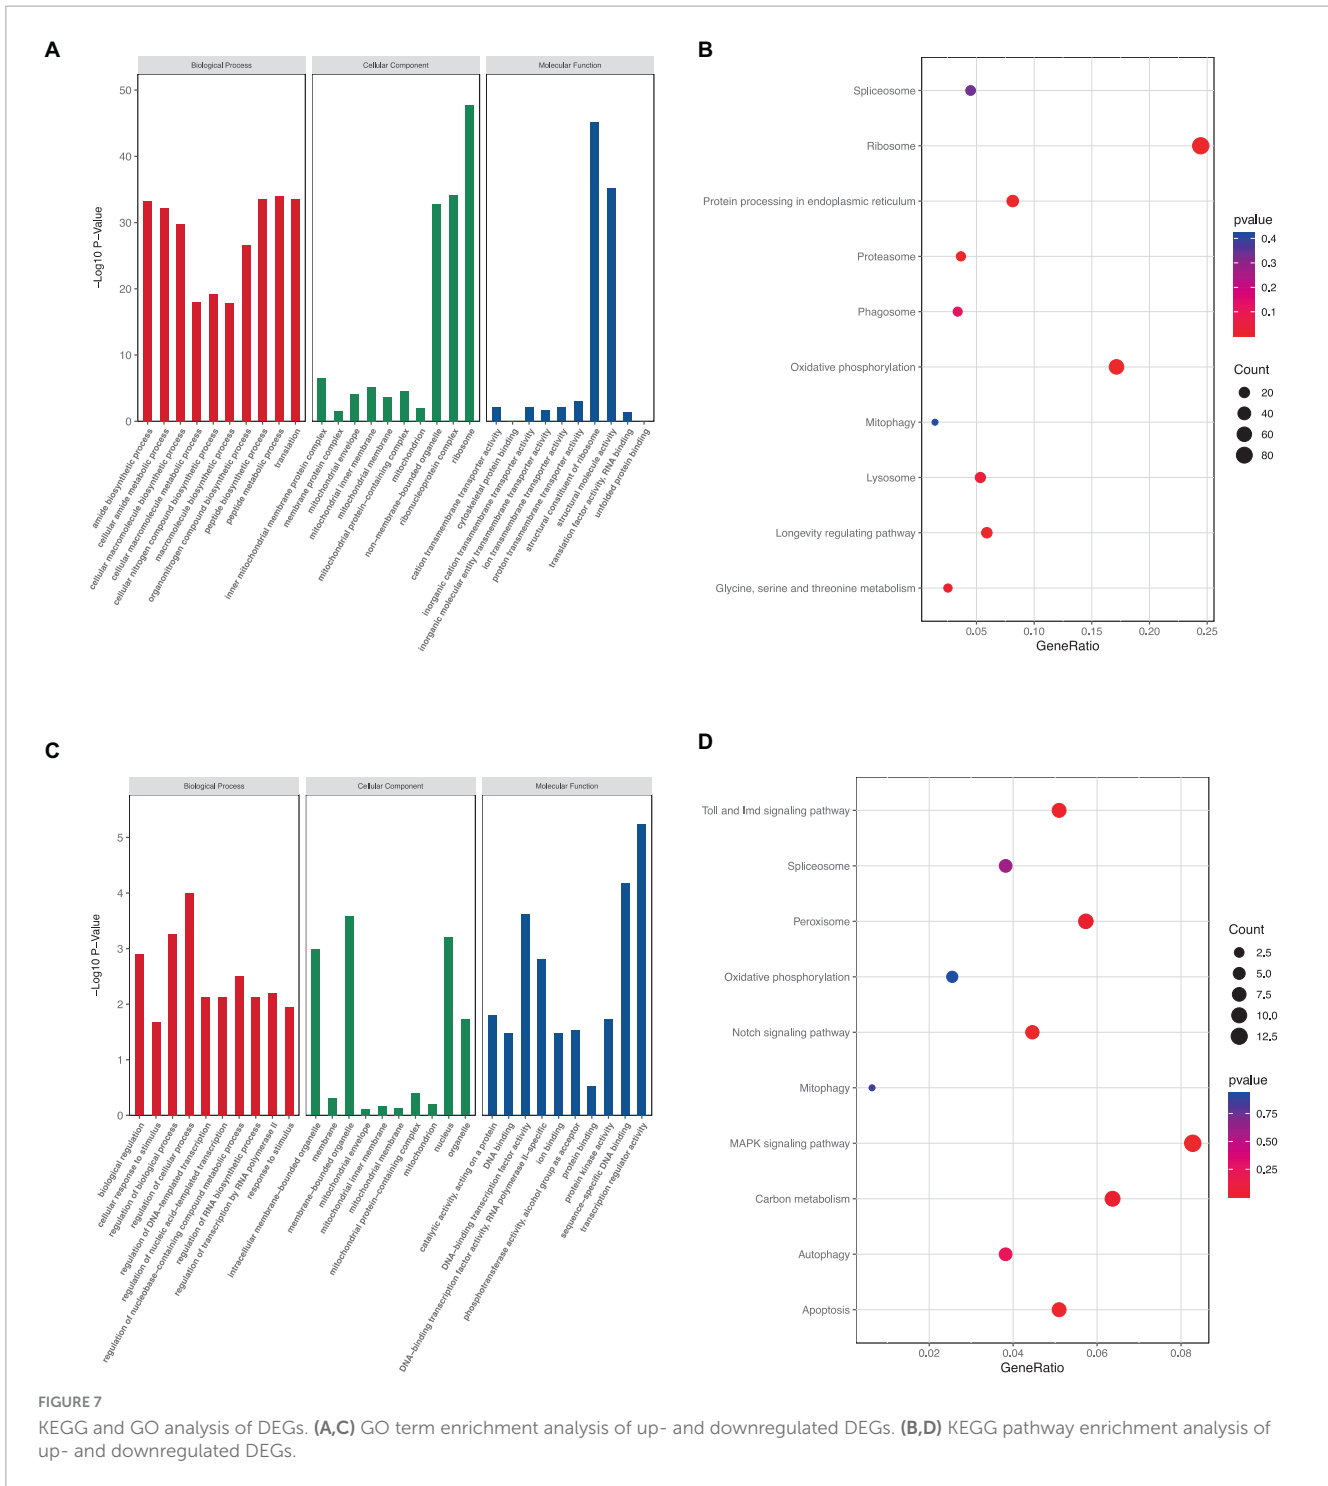 A
Biological Process
Cellular Component
Molecular Function
−Log10 P−Value
50
40
30
20
10
0
amide biosynthetic process
cellular amide metabolic process
cellular macromolecule biosynthetic process
cellular macromolecule metabolic process
cellular nitrogen compound biosynthetic process
macromolecule biosynthetic process
organonitrogen compound biosynthetic process
peptide biosynthetic process
peptide metabolic process
translation
inner mitochondrial membrane protein complex
membrane protein complex
mitochondrial envelope
mitochondrial inner membrane
mitochondrial membrane
mitochondrial protein−containing complex
mitochondrion
non−membrane−bounded organelle
ribonucleoprotein complex
ribosome
cation transmembrane transporter activity
cytoskeletal protein binding
inorganic cation transmembrane transporter activity
inorganic molecular entity transmembrane transporter activity
ion transmembrane transporter activity
proton transmembrane transporter activity
structural constituent of ribosome
structural molecule activity
translation factor activity, RNA binding
unfolded protein binding
B
Spliceosome
Ribosome
Protein processing in endoplasmic reticulum
Proteasome
Phagosome
Oxidative phosphorylation
Mitophagy
Lysosome
Longevity regulating pathway
Glycine, serine and threonine metabolism
0.05 0.10 0.15 0.20 0.25
GeneRatio
pvalue
0.4
0.3
0.2
0.1
Count
20
40
60
80
C
Biological Process
Cellular Component
Molecular Function
−Log10 P−Value
5
4
3
2
1
0
biological regulation
cellular response to stimulus
regulation of biological process
regulation of cellular process
regulation of DNA−templated transcription
regulation of nucleic acid−templated transcription
regulation of nucleobase−containing compound metabolic process
regulation of RNA biosynthetic process
regulation of transcription by RNA polymerase II
response to stimulus
intracellular membrane−bounded organelle
membrane
membrane−bounded organelle
mitochondrial envelope
mitochondrial inner membrane
mitochondrial membrane
mitochondrial protein−containing complex
mitochondrion
nucleus
organelle
catalytic activity, acting on a protein
DNA binding
DNA−binding transcription factor activity
DNA−binding transcription factor activity, RNA polymerase II−specific
ion binding
phosphotransferase activity, alcohol group as acceptor
protein binding
protein kinase activity
sequence−specific DNA binding
transcription regulator activity
D
Toll and Imd signaling pathway
Spliceosome
Peroxisome
Oxidative phosphorylation
Notch signaling pathway
Mitophagy
MAPK signaling pathway
Carbon metabolism
Autophagy
Apoptosis
0.02 0.04 0.06 0.08
GeneRatio
Count
2.5
5.0
7.5
10.0
12.5
pvalue
0.75
0.50
0.25
FIGURE 7
KEGG and GO analysis of DEGs. (A,C) GO term enrichment analysis of up- and downregulated DEGs. (B,D) KEGG pathway enrichment analysis of
up- and downregulated DEGs.